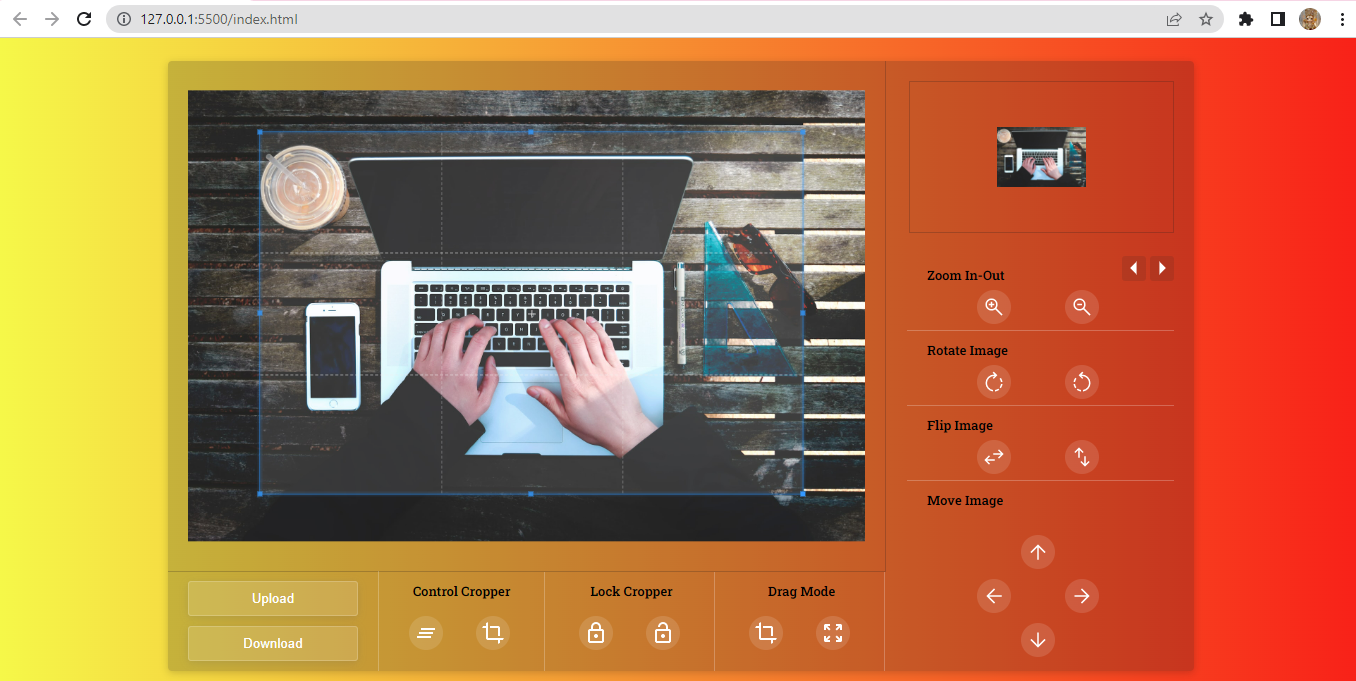 127.0.0.1:5500/index.html
Zoom In-Out
Rotate Image
Flip Image
Move Image
Upload
Download
Control Cropper
Lock Cropper
Drag Mode